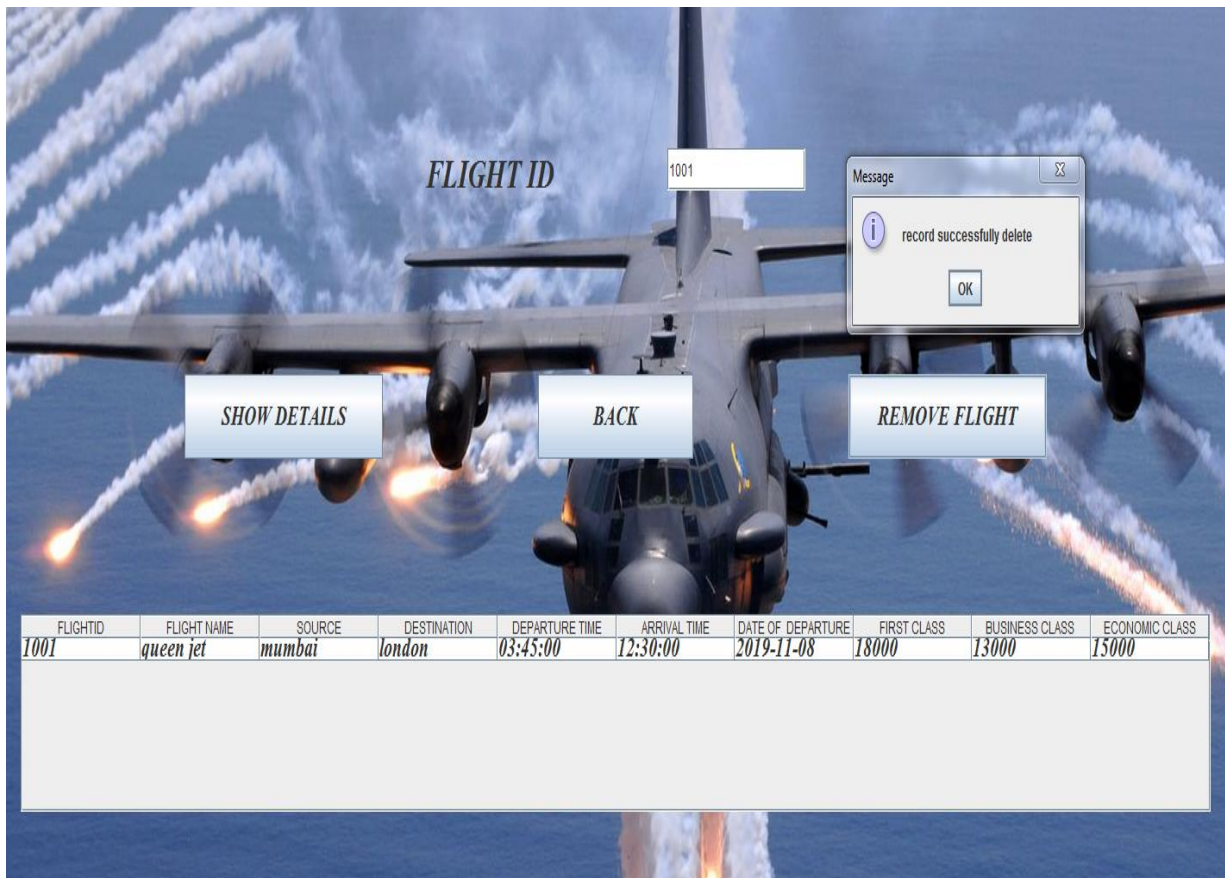 FLIGHT ID
1001
Message
record successfully delete
OK
SHOW DETAILS
BACK
REMOVE FLIGHT
FLIGHTID FLIGHT NAME SOURCE DESTINATION DEPARTURE TIME ARRIVAL TIME DATE OF DEPARTURE FIRST CLASS BUSINESS CLASS ECONOMIC CLASS
1001 queen jet mumbai london 03:45:00 12:30:00 2019-11-08 18000 13000 15000